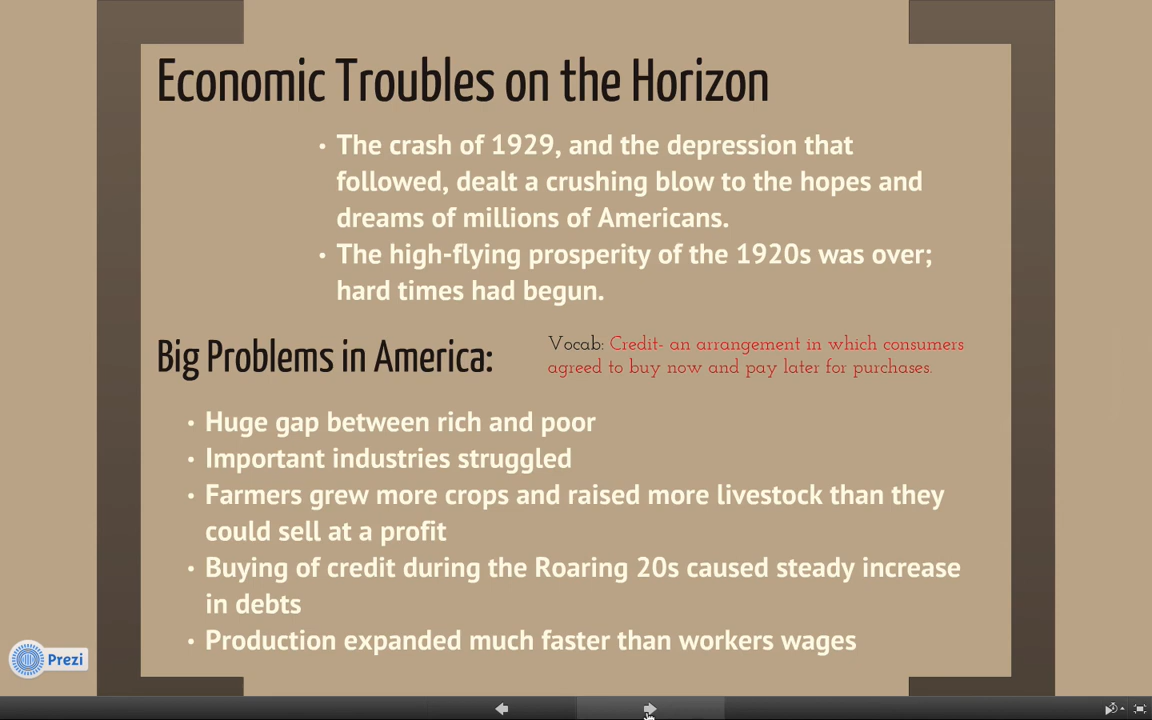 Economic Troubles on the Horizon
• The crash of 1929, and the depression that
followed, dealt a crushing blow to the hopes and
dreams of millions of Americans.
• The high-flying prosperity of the 1920s was over;
hard times had begun.
Big Problems in America:
Vocab: Credit- an arrangement in which consumers
agreed to buy now and pay later for purchases.
• Huge gap between rich and poor
• Important industries struggled
• Farmers grew more crops and raised more livestock than they
could sell at a profit
• Buying of credit during the Roaring 20s caused steady increase
in debts
• Production expanded much faster than workers wages
Prezi